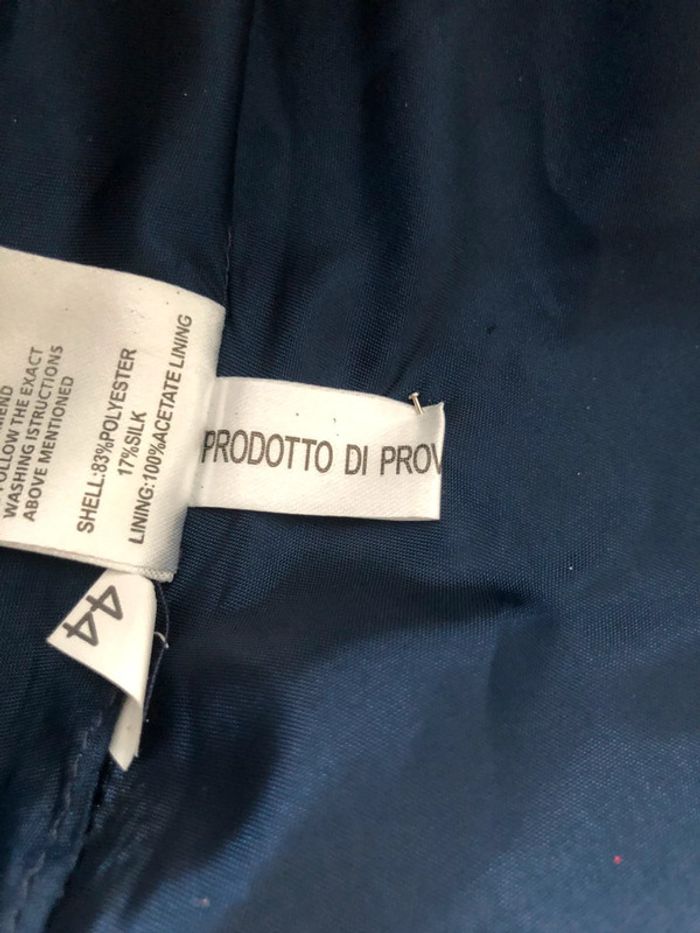 FOLLOW THE EXACT
WASHING ISTRUCTIONS
ABOVE MENTIONED
SHELL:83%POLYESTER
17%SILK
LINING:100%ACETATE LINING
PRODOTTO DI PROV
44